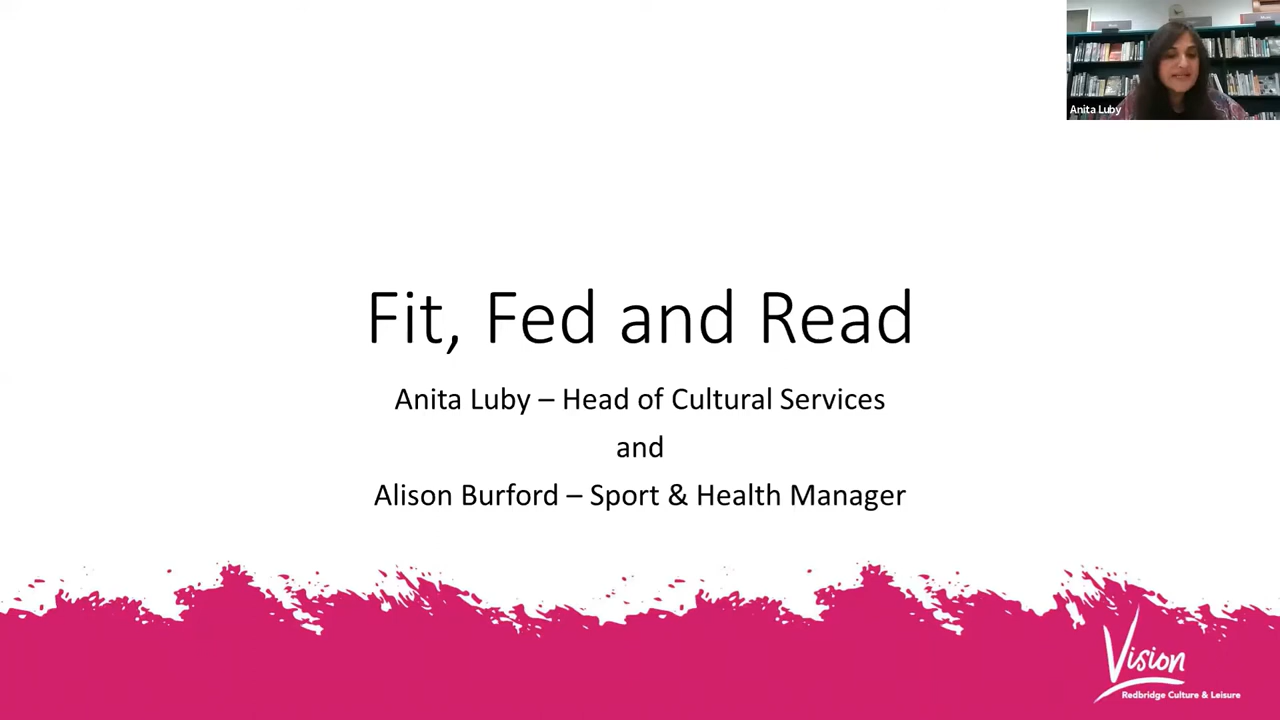 Anita Luby
Fit, Fed and Read
Anita Luby – Head of Cultural Services
and
Alison Burford – Sport & Health Manager
Vision
Redbridge Culture & Leisure